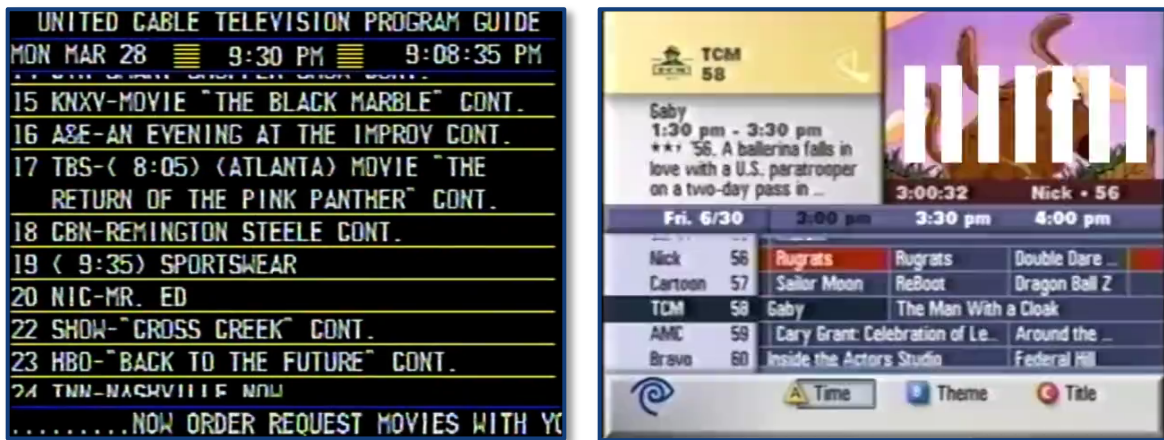 UNITED CABLE TELEVISION PROGRAM GUIDE
MON MAR 28 9:30 PM 9:08:35 PM
15 KNXV-MOVIE "THE BLACK MARBLE" CONT.
16 A&E-AN EVENING AT THE IMPROV CONT.
17 TBS-( 8:05) (ATLANTA) MOVIE "THE
RETURN OF THE PINK PANTHER" CONT.
18 CBN-REMINGTON STEELE CONT.
19 ( 9:35) SPORTSWEAR
20 NIC-MR. ED
22 SHOW-"CROSS CREEK" CONT.
23 HBO-"BACK TO THE FUTURE" CONT.
24 TNN-NASHVILLE NOW
.........NOW ORDER REQUEST MOVIES WITH YO
TCM
58
Gaby
1:30 pm - 3:30 pm
'56. A ballerina falls in
love with a U.S. paratrooper
on a two-day pass in ...
3:00:32 Nick • 56
Fri. 6/30 3:00 pm 3:30 pm 4:00 pm
Nick 56 Rugrats Rugrats Double Dare ...
Cartoon 57 Sailor Moon ReBoot Dragon Ball Z
TCM 58 Gaby The Man With a Cloak
AMC 59 Cary Grant: Celebration of Le... Around the ...
Bravo 60 Inside the Actors Studio Federal Hill
A Time B Theme C Title